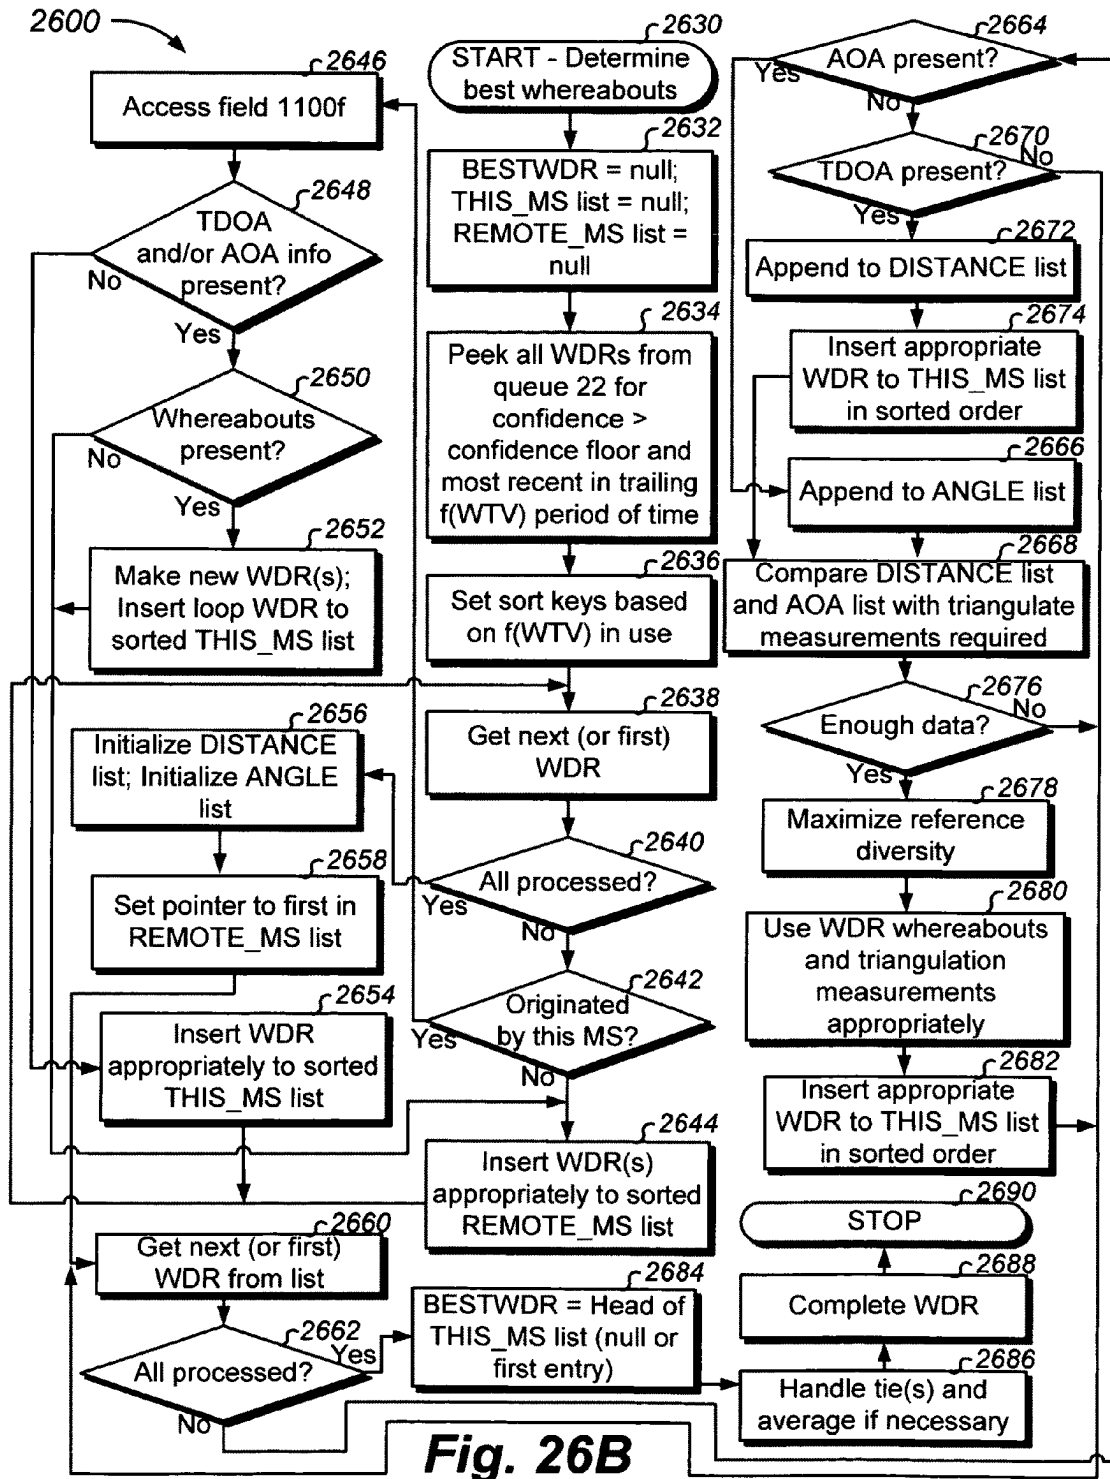 2600
2646
Access field 1100f
2648
TDOA
and/or AOA info
present?
No
Yes
2650
Whereabouts
present?
No
Yes
2652
Make new WDR(s);
Insert loop WDR to
sorted THIS_MS list
2656
Initialize DISTANCE
list; Initialize ANGLE
list
2658
Set pointer to first in
REMOTE_MS list
2654
Insert WDR
appropriately to sorted
THIS_MS list
2660
Get next (or first)
WDR from list
2662
All processed?
Yes
No
2630
START - Determine
best whereabouts
2632
BESTWDR = null;
THIS_MS list = null;
REMOTE_MS list =
null
2634
Peek all WDRs from
queue 22 for
confidence >
confidence floor and
most recent in trailing
f(WTV) period of time
2636
Set sort keys based
on f(WTV) in use
2638
Get next (or first)
WDR
2640
All processed?
Yes
No
2642
Originated
by this MS?
Yes
No
2644
Insert WDR(s)
appropriately to sorted
REMOTE_MS list
2684
BESTWDR = Head of
THIS_MS list (null or
first entry)
2664
AOA present?
Yes
No
2670
No
TDOA present?
Yes
2672
Append to DISTANCE list
2674
Insert appropriate
WDR to THIS_MS list
in sorted order
2666
Append to ANGLE list
2668
Compare DISTANCE list
and AOA list with triangulate
measurements required
2676
No
Enough data?
Yes
2678
Maximize reference
diversity
2680
Use WDR whereabouts
and triangulation
measurements
appropriately
2682
Insert appropriate
WDR to THIS_MS list
in sorted order
2690
STOP
2688
Complete WDR
2686
Handle tie(s) and
average if necessary
Fig. 26B